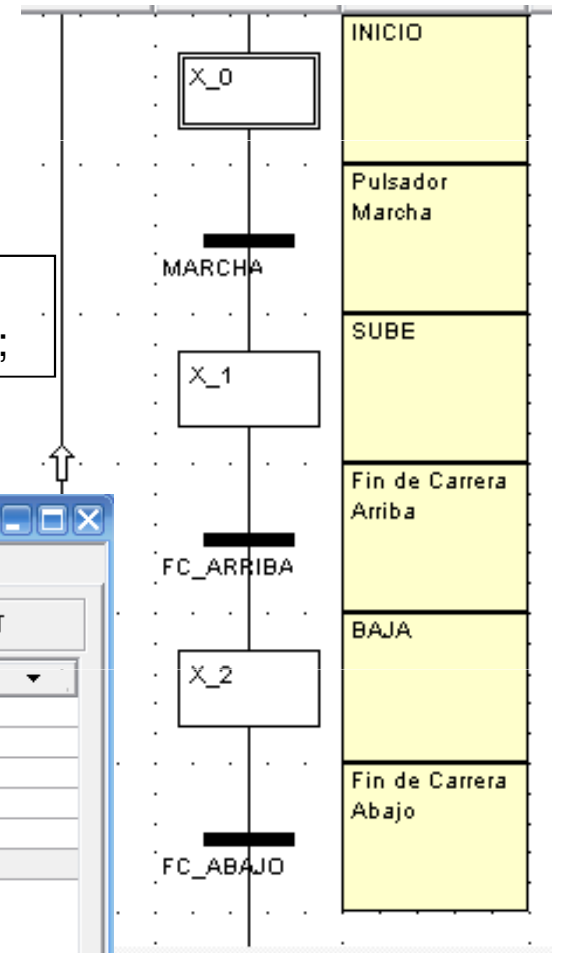 INICIO
X_0
Pulsador
Marcha
MARCHA
;
SUBE
X_1
Fin de Carrera
Arriba
FC_ARRIBA
BAJA
X_2
Fin de Carrera
Abajo
FC_ABAJO